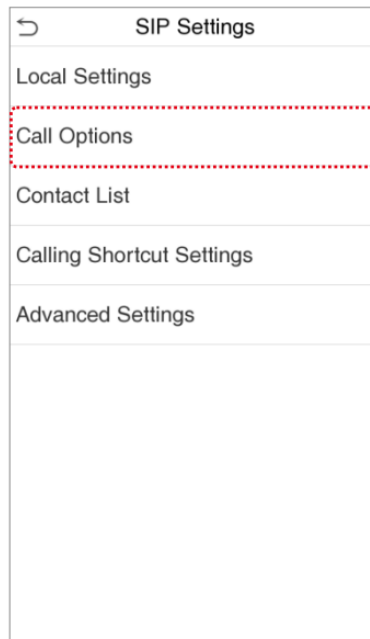 SIP Settings
Local Settings
Call Options
Contact List
Calling Shortcut Settings
Advanced Settings